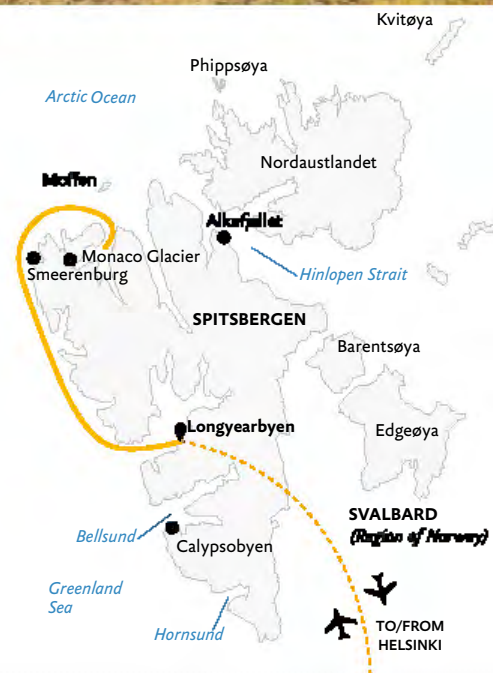 Kvitøya
Phippsøya
Arctic Ocean
Nordaustlandet
Moffen
Alkefjellet
Monaco Glacier
Smeerenburg
Hinlopen Strait
SPITSBERGEN
Barentsøya
Longyearbyen
Edgeøya
SVALBARD
(Region of Norway)
Bellsund
Calypsobyen
Greenland
Sea
Hornsund
TO/FROM
HELSINKI